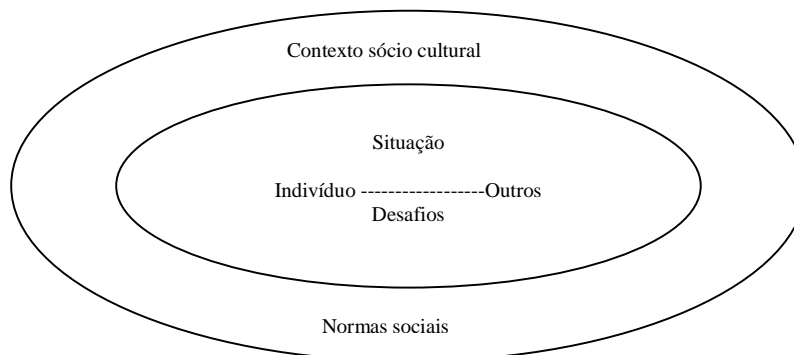 Contexto sócio cultural
Situação
Indivíduo ------------------Outros
Desafios
Normas sociais